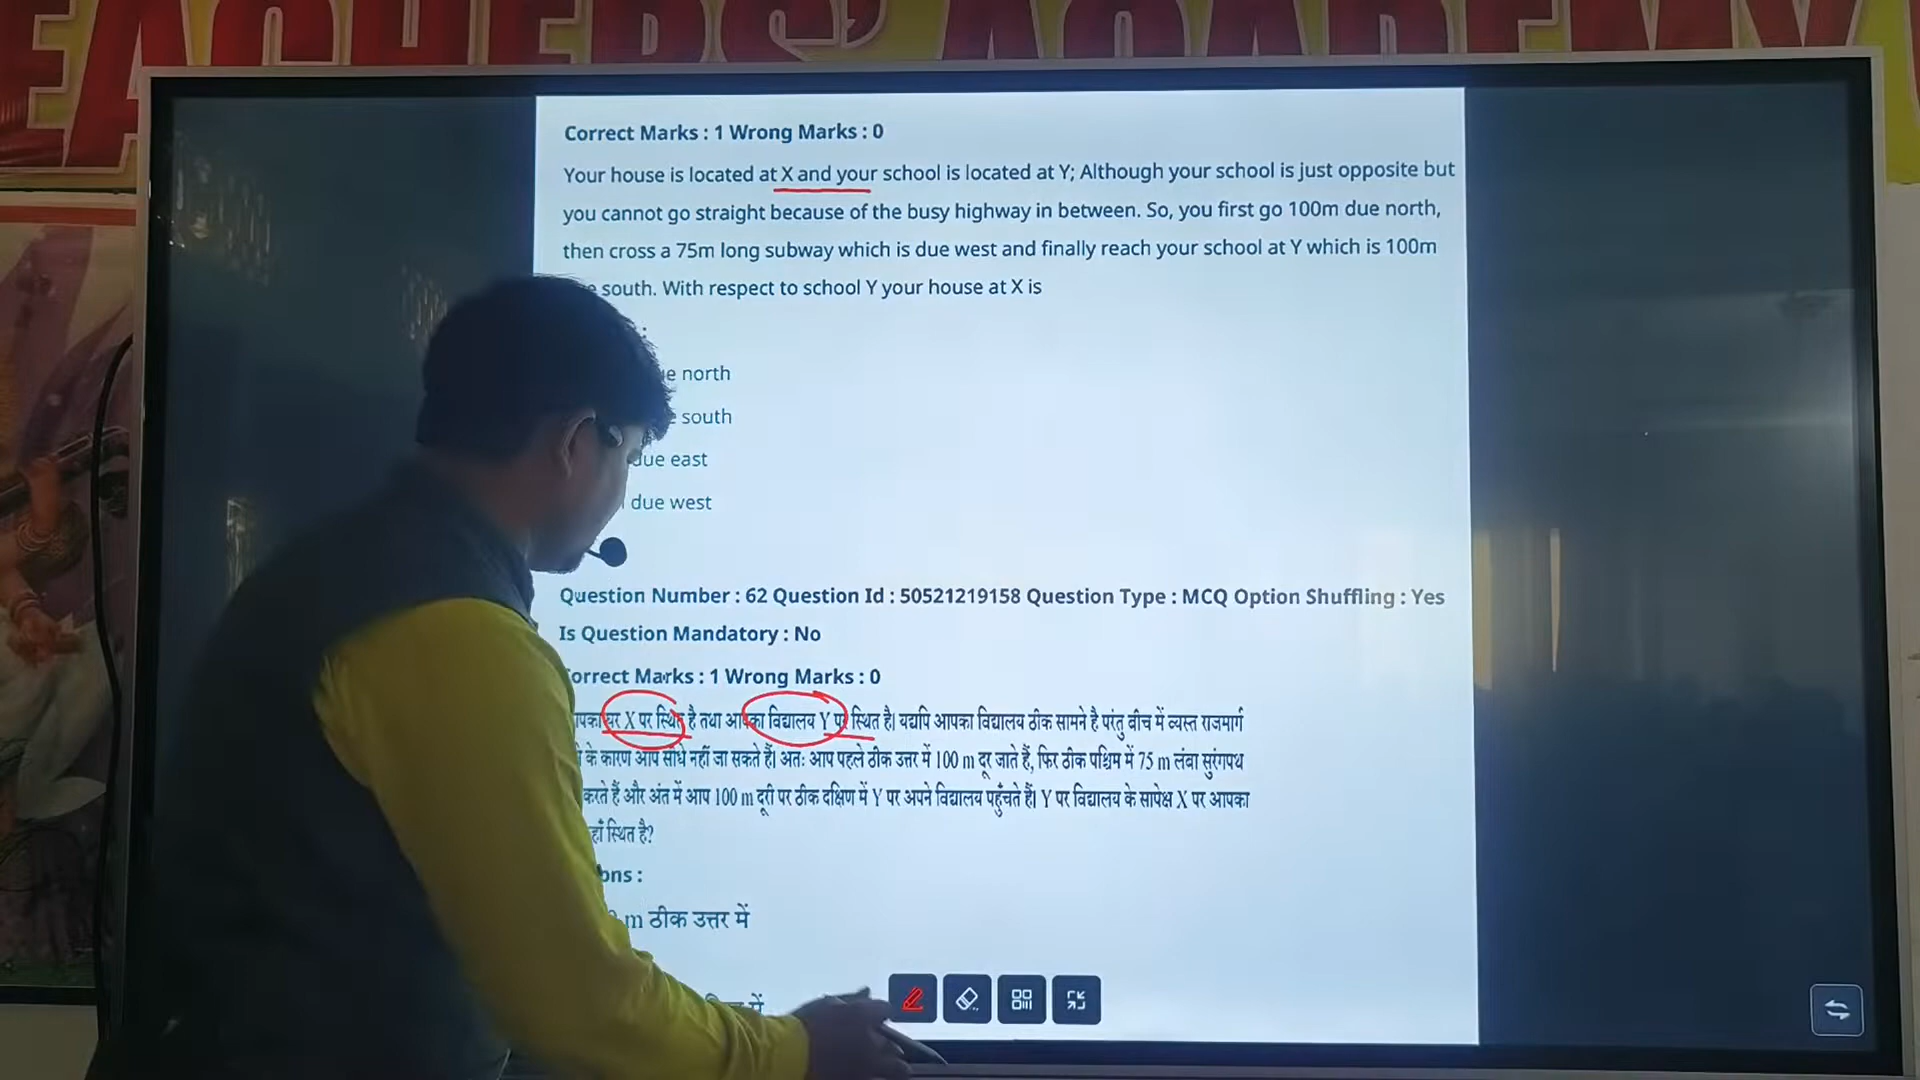 TEACHERS' ACADEMY
Correct Marks : 1 Wrong Marks : 0
Your house is located at X and your school is located at Y; Although your school is just opposite but
you cannot go straight because of the busy highway in between. So, you first go 100m due north,
then cross a 75m long subway which is due west and finally reach your school at Y which is 100m
south. With respect to school Y your house at X is
:
north
south
due east
due west
Question Number : 62 Question Id : 50521219158 Question Type : MCQ Option Shuffling : Yes
Is Question Mandatory : No
Correct Marks : 1 Wrong Marks : 0
घर X पर स्थित है तथा आपका विद्यालय Y पर स्थित है। यद्यपि आपका विद्यालय ठीक सामने है परंतु बीच में व्यस्त राजमार्ग
के कारण आप सीधे नहीं जा सकते हैं। अतः आप पहले ठीक उत्तर में 100 m दूर जाते हैं, फिर ठीक पश्चिम में 75 m लंबा सुरंगपथ
करते हैं और अंत में आप 100 m दूरी पर ठीक दक्षिण में Y पर अपने विद्यालय पहुँचते हैं। Y पर विद्यालय के सापेक्ष X पर आपका
स्थित है?
ons :
m ठीक उत्तर में
में